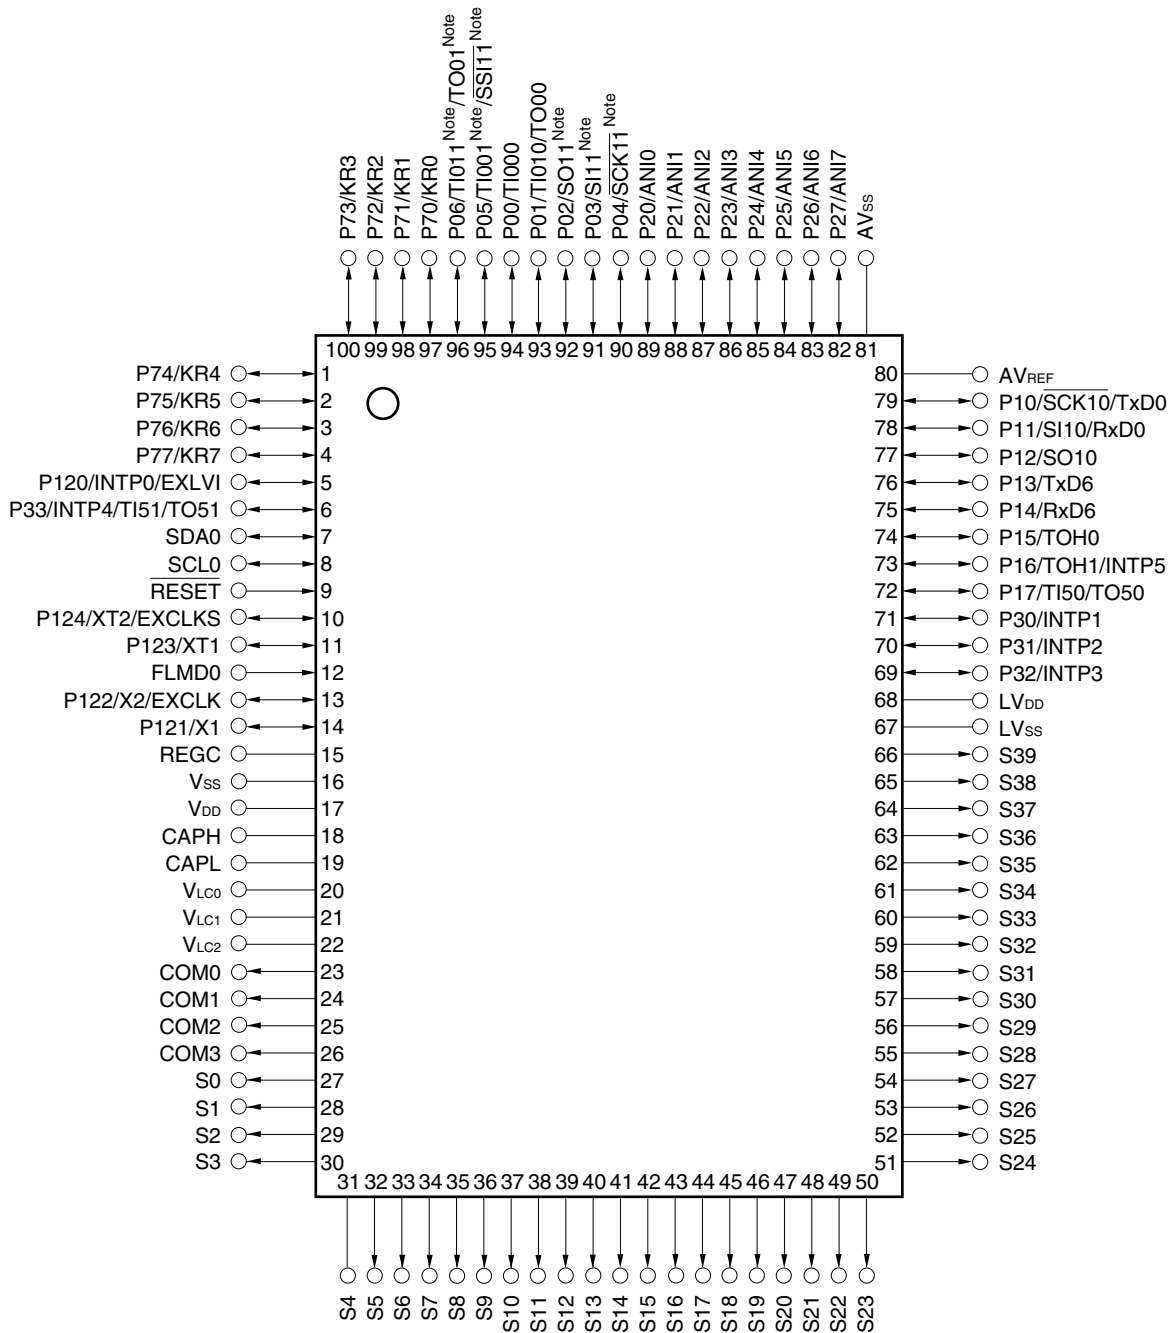 P73/KR3
P72/KR2
P71/KR1
P70/KR0
P06/TI011Note/TO01Note
P05/TI001Note/SSI11Note
P00/TI000
P01/TI010/TO00
P02/SO11Note
P03/SI11Note
P04/SCK11Note
P20/ANI0
P21/ANI1
P22/ANI2
P23/ANI3
P24/ANI4
P25/ANI5
P26/ANI6
P27/ANI7
AVSS
100 99 98 97 96 95 94 93 92 91 90 89 88 87 86 85 84 83 82 81
P74/KR4 1
P75/KR5 2
P76/KR6 3
P77/KR7 4
P120/INTP0/EXLVI 5
P33/INTP4/TI51/TO51 6
SDA0 7
SCL0 8
RESET 9
P124/XT2/EXCLKS 10
P123/XT1 11
FLMD0 12
P122/X2/EXCLK 13
P121/X1 14
REGC 15
VSS 16
VDD 17
CAPH 18
CAPL 19
VLC0 20
VLC1 21
VLC2 22
COM0 23
COM1 24
COM2 25
COM3 26
S0 27
S1 28
S2 29
S3 30
80 AVREF
79 P10/SCK10/TxD0
78 P11/SI10/RxD0
77 P12/SO10
76 P13/TxD6
75 P14/RxD6
74 P15/TOH0
73 P16/TOH1/INTP5
72 P17/TI50/TO50
71 P30/INTP1
70 P31/INTP2
69 P32/INTP3
68 LVDD
67 LVSS
66 S39
65 S38
64 S37
63 S36
62 S35
61 S34
60 S33
59 S32
58 S31
57 S30
56 S29
55 S28
54 S27
53 S26
52 S25
51 S24
31 32 33 34 35 36 37 38 39 40 41 42 43 44 45 46 47 48 49 50
S4
S5
S6
S7
S8
S9
S10
S11
S12
S13
S14
S15
S16
S17
S18
S19
S20
S21
S22
S23